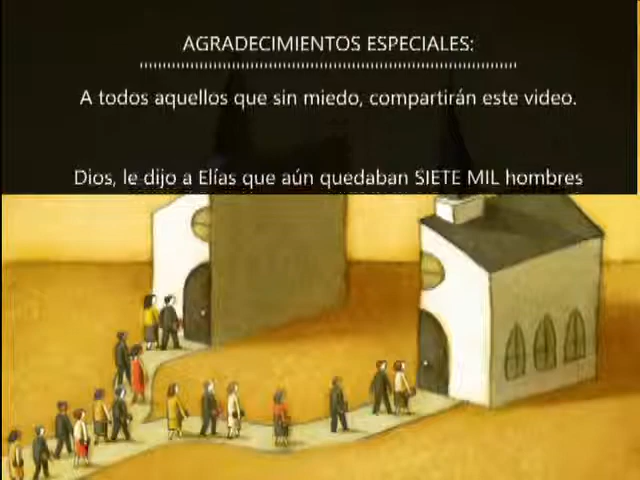 AGRADECIMIENTOS ESPECIALES:
A todos aquellos que sin miedo, compartirán este video.
Dios, le dijo a Elías que aún quedaban SIETE MIL hombres